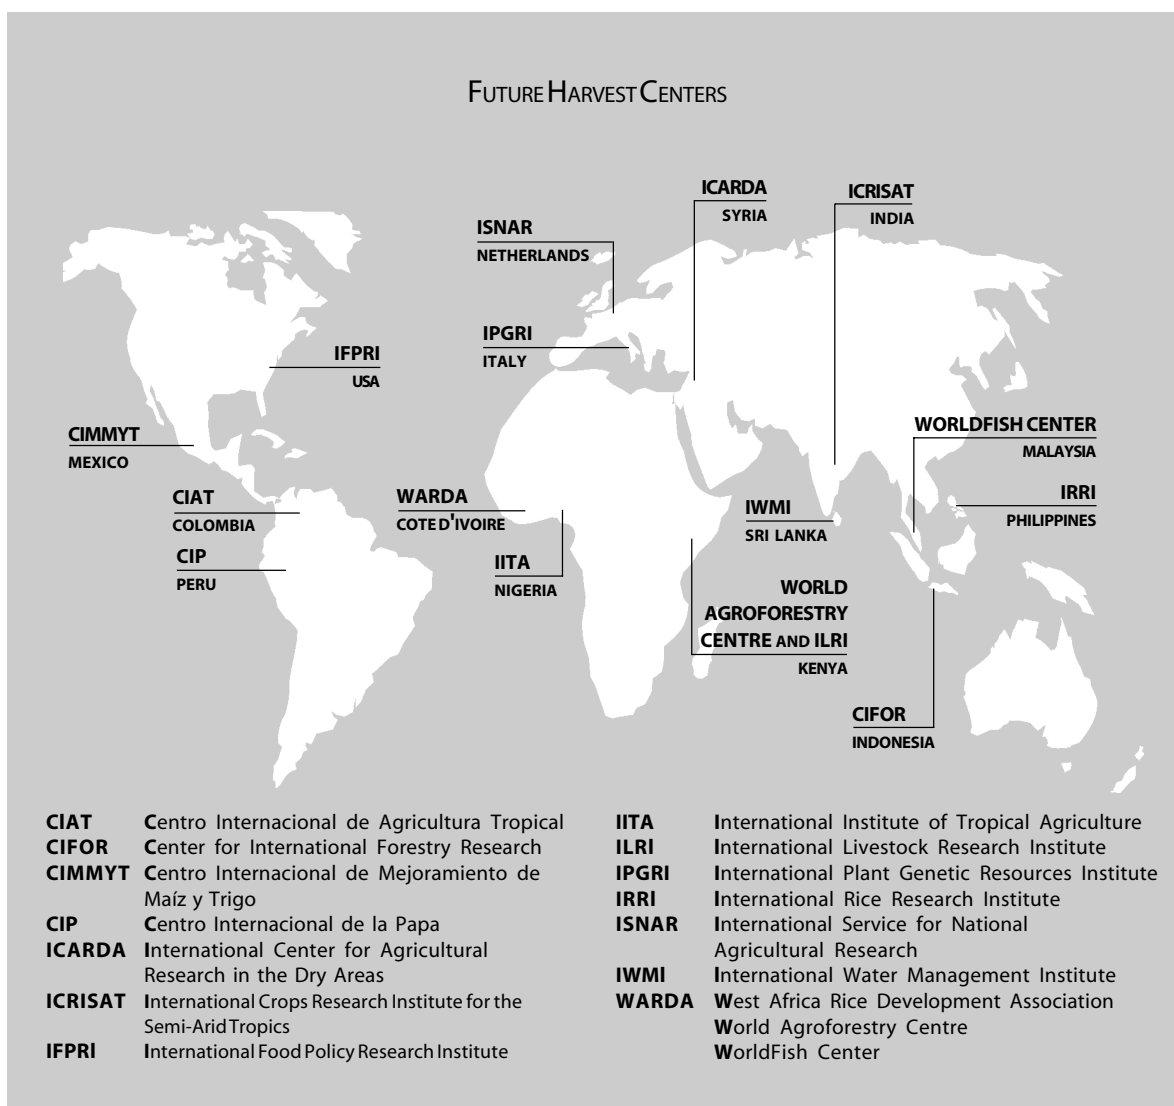 FUTURE HARVEST CENTERS
ICARDA
SYRIA
ICRISAT
INDIA
ISNAR
NETHERLANDS
IPGRI
ITALY
IFPRI
USA
CIMMYT
MEXICO
WORLDFISH CENTER
MALAYSIA
CIAT
COLOMBIA
WARDA
COTE D'IVOIRE
IWMI
SRI LANKA
IRRI
PHILIPPINES
CIP
PERU
IITA
NIGERIA
WORLD
AGROFORESTRY
CENTRE AND ILRI
KENYA
CIFOR
INDONESIA
CIAT Centro Internacional de Agricultura Tropical
CIFOR Center for International Forestry Research
CIMMYT Centro Internacional de Mejoramiento de
Maíz y Trigo
CIP Centro Internacional de la Papa
ICARDA International Center for Agricultural
Research in the Dry Areas
ICRISAT International Crops Research Institute for the
Semi-Arid Tropics
IFPRI International Food Policy Research Institute
IITA International Institute of Tropical Agriculture
ILRI International Livestock Research Institute
IPGRI International Plant Genetic Resources Institute
IRRI International Rice Research Institute
ISNAR International Service for National
Agricultural Research
IWMI International Water Management Institute
WARDA West Africa Rice Development Association
World Agroforestry Centre
WorldFish Center